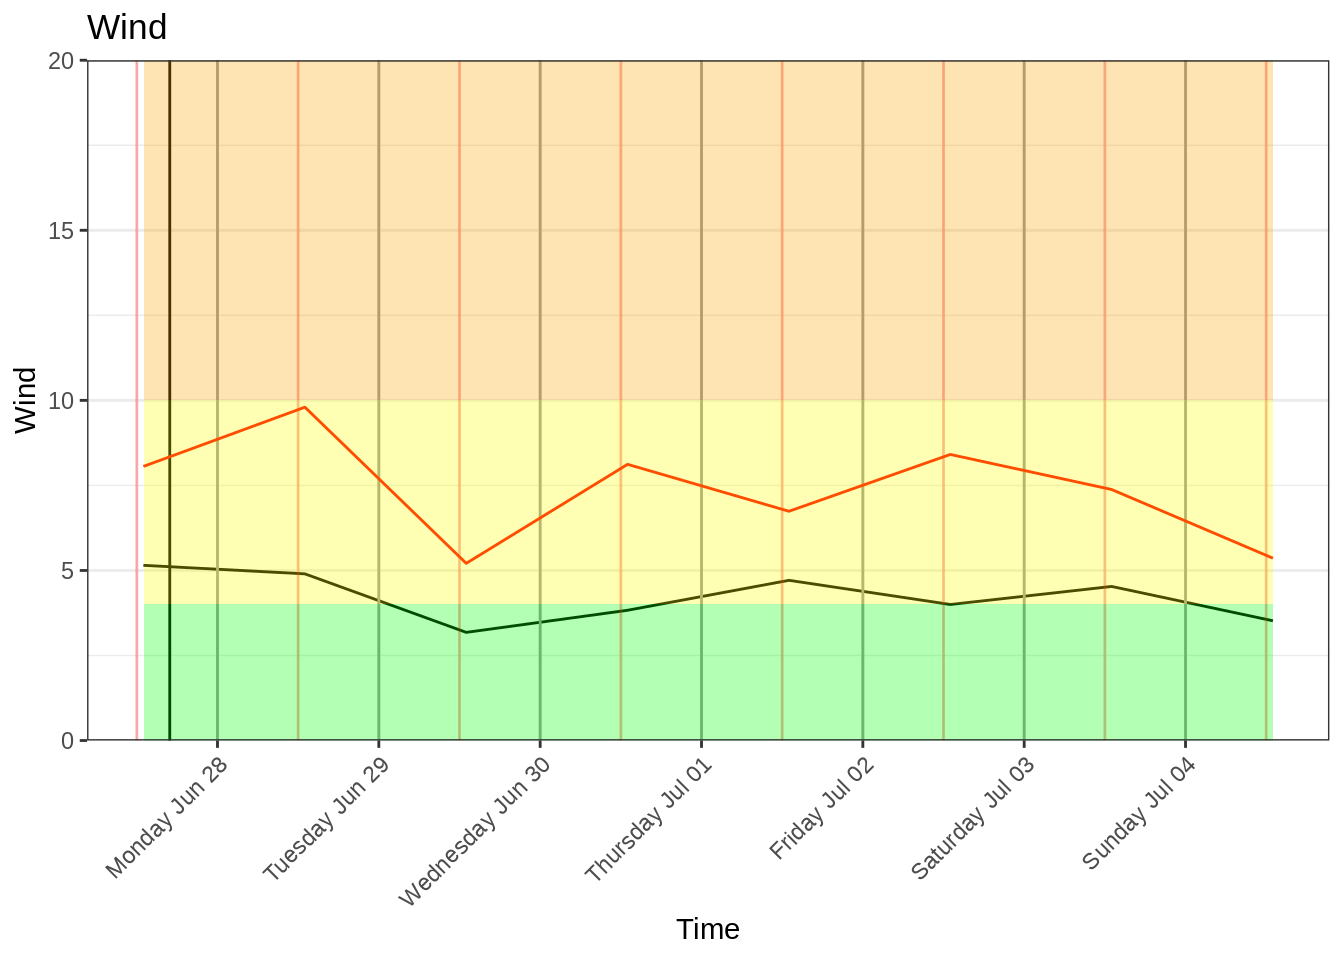 Wind
20
15
10
5
0
Wind
Monday Jun 28
Tuesday Jun 29
Wednesday Jun 30
Thursday Jul 01
Friday Jul 02
Saturday Jul 03
Sunday Jul 04
Time